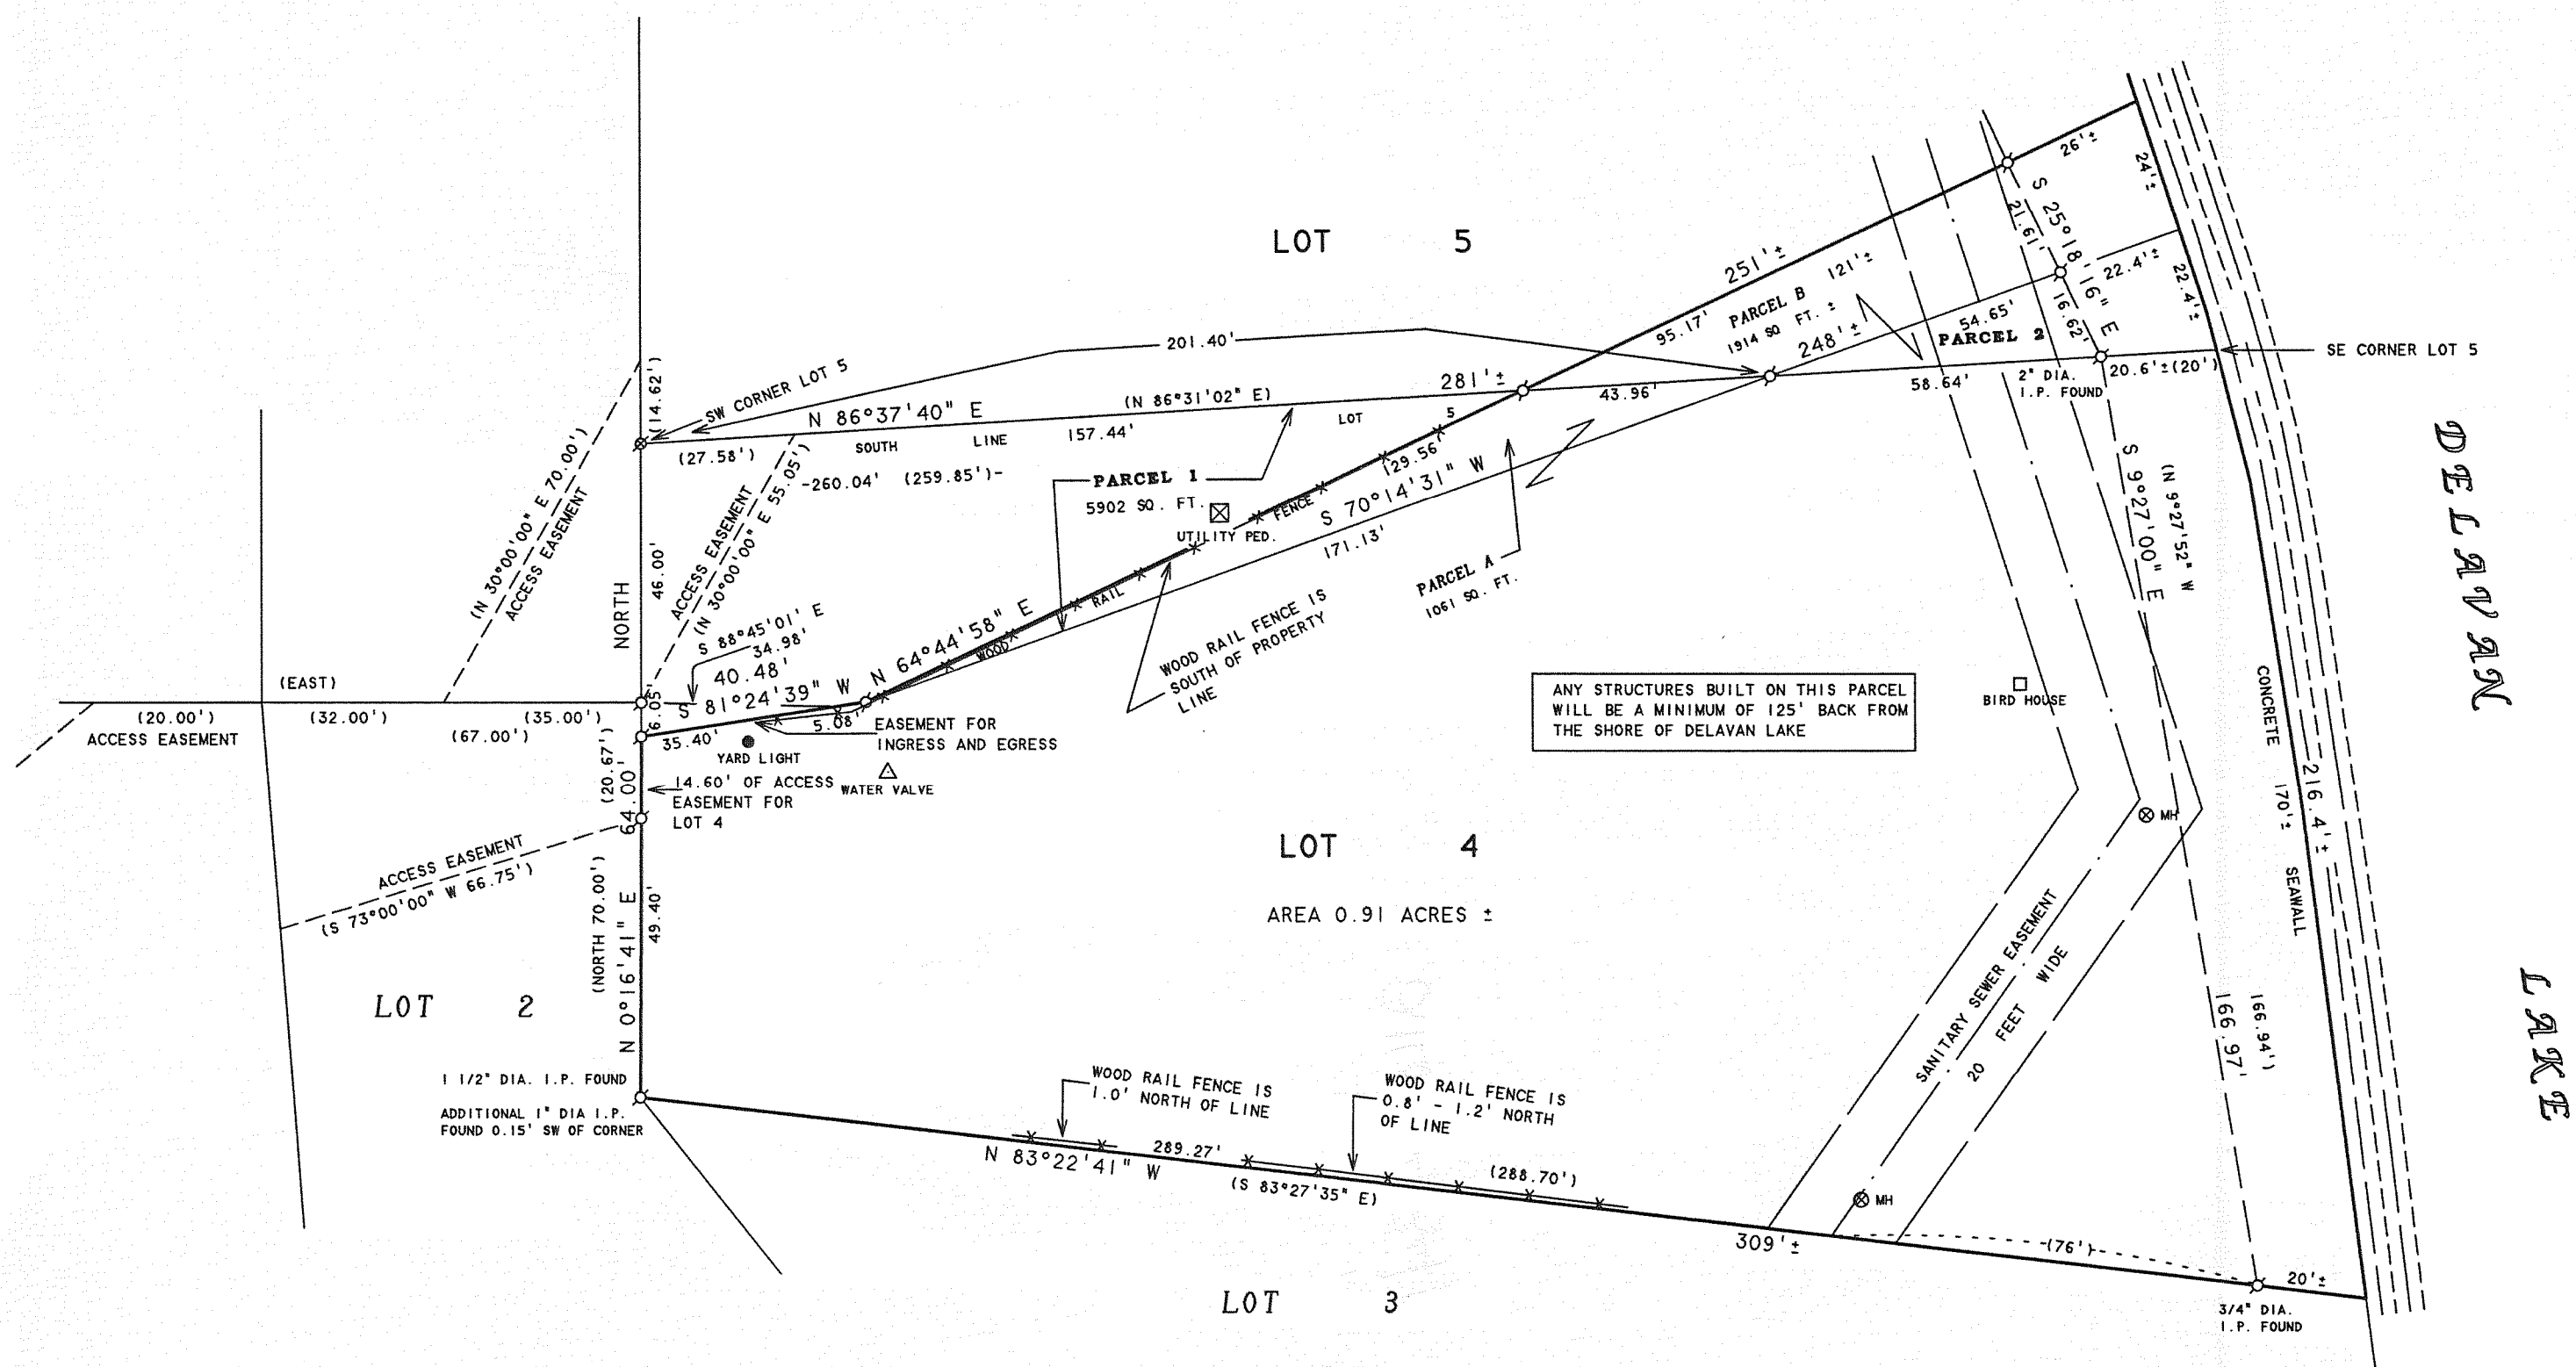 LOT 5
26'±
24'±
S 25°18'16" E
21.61'
22.4'±
22.4'±
16.62'
251'±
PARCEL B 121'±
1914 SQ FT. ±
95.17'
248'±
54.65'
PARCEL 2
201.40'
SW CORNER LOT 5
SE CORNER LOT 5
(14.62')
N 86°37'40" E
(N 86°31'02" E)
281'±
43.96'
58.64'
2" DIA.
I.P. FOUND
20.6'±(20')
(27.58')
SOUTH LINE
157.44'
LOT 5
-260.04' (259.85')-
PARCEL 1
5902 SQ. FT.
UTILITY PED.
129.56'
FENCE
S 70°14'31" W
171.13'
PARCEL A
1061 SQ. FT.
(N 30°00'00" E 70.00')
ACCESS EASEMENT
ACCESS EASEMENT
(N 30°00'00" E 55.05')
NORTH
46.00'
S 88°45'01' E
34.98'
40.48'
S 81°24'39" W
N 64°44'58" E
WOOD
RAIL
WOOD RAIL FENCE IS
SOUTH OF PROPERTY
LINE
(EAST)
(20.00')
(32.00')
(35.00')
(67.00')
ACCESS EASEMENT
6.05'
35.40'
5.08'
EASEMENT FOR
INGRESS AND EGRESS
YARD LIGHT
WATER VALVE
(20.67')
64.00'
14.60' OF ACCESS
EASEMENT FOR
LOT 4
ANY STRUCTURES BUILT ON THIS PARCEL
WILL BE A MINIMUM OF 125' BACK FROM
THE SHORE OF DELAVAN LAKE
BIRD HOUSE
S 9°27'00" E
(N 9°27'52" W
DELAVAN
LAKE
CONCRETE
170'±
SEAWALL
216.4'±
MH
LOT 4
AREA 0.91 ACRES ±
ACCESS EASEMENT
(S 73°00'00" W 66.75')
(NORTH 70.00')
N 0°16'41" E
49.40'
LOT 2
SANITARY SEWER EASEMENT
20 FEET WIDE
166.97'
166.94')
1 1/2" DIA. I.P. FOUND
ADDITIONAL 1" DIA I.P.
FOUND 0.15' SW OF CORNER
WOOD RAIL FENCE IS
1.0' NORTH OF LINE
WOOD RAIL FENCE IS
0.8' - 1.2' NORTH
OF LINE
289.27'
N 83°22'41" W
(288.70')
(S 83°27'35" E)
MH
309'±
(76')
20'±
3/4" DIA.
I.P. FOUND
LOT 3